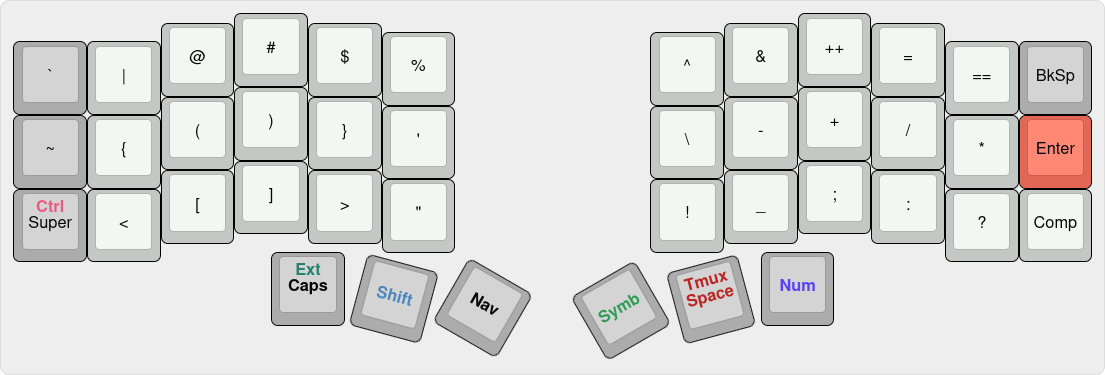 ` | @ # $ % ^ & ++ = == BkSp
~ { ( ) } ' \ - + / * Enter
Ctrl
Super < [ ] > " ! _ ; : ? Comp
Ext
Caps Shift Nav Symb Tmux
Space Num